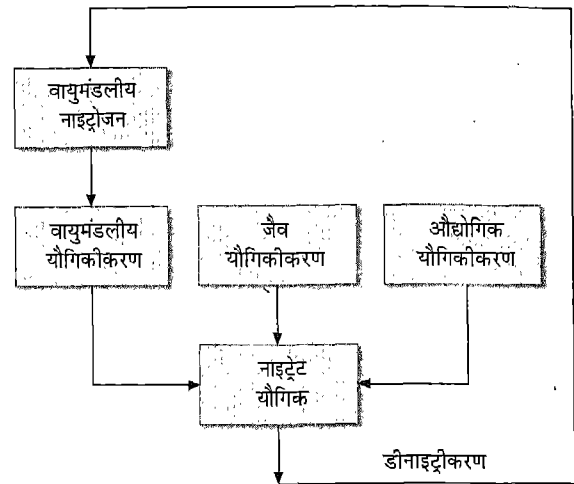 वायुमंडलीय
नाइट्रोजन
वायुमंडलीय
यौगिकीकरण
जैव
यौगिकीकरण
औद्योगिक
यौगिकीकरण
नाइट्रेट
यौगिक
डीनाइट्रीकरण